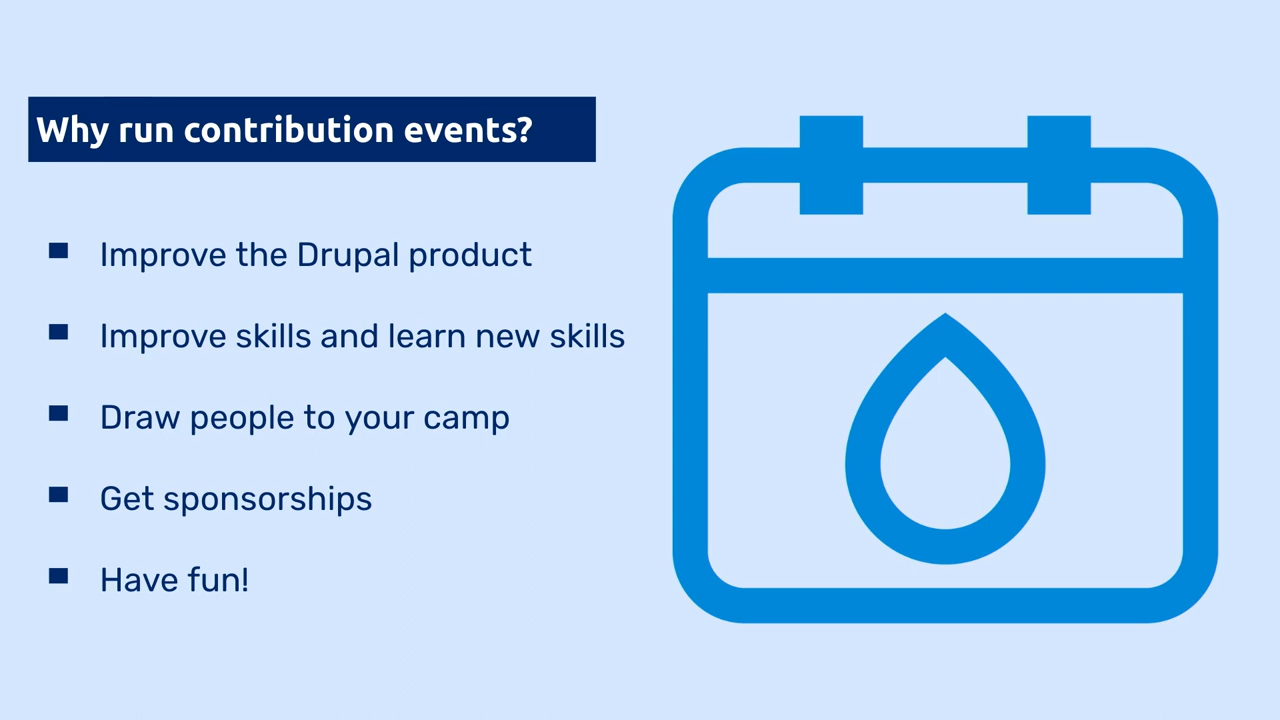 Why run contribution events?
Improve the Drupal product
Improve skills and learn new skills
Draw people to your camp
Get sponsorships
Have fun!